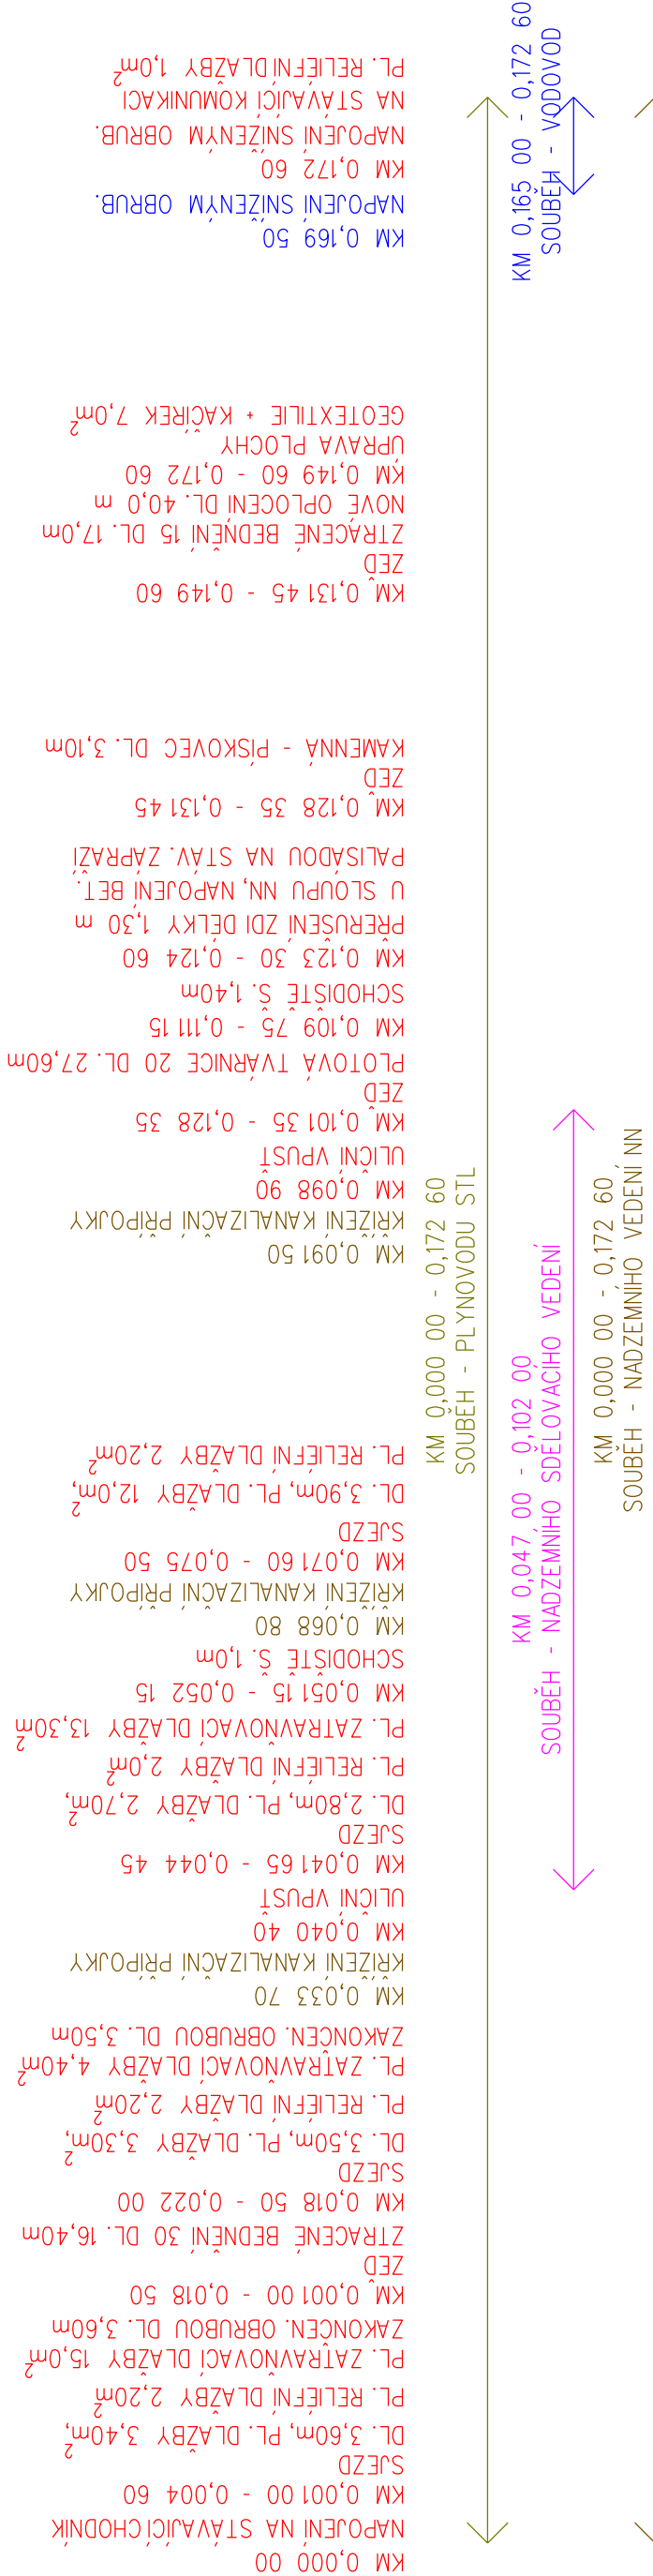 KM 0,000 00
NAPOJENÍ NA STÁVAJÍCÍ CHODNÍK
KM 0,001 00 - 0,004 60
SJEZD
DL. 3,60m, PL. DLAŽBY 3,40m²,
PL. RELIÉFNÍ DLAŽBY 2,20m²
PL. ZATRAVŇOVACÍ DLAŽBY 15,0m²
ZAKONČEN. OBRUBOU DL. 3,60m
KM 0,001 00 - 0,018 50
ZEĎ
ZTRACENÉ BEDNĚNÍ 30 DL. 16,40m
KM 0,018 50 - 0,022 00
SJEZD
DL. 3,50m, PL. DLAŽBY 3,30m²,
PL. RELIÉFNÍ DLAŽBY 2,20m²
PL. ZATRAVŇOVACÍ DLAŽBY 4,40m²
ZAKONČEN. OBRUBOU DL. 3,50m
KM 0,033 70
KŘÍŽENÍ KANALIZAČNÍ PŘÍPOJKY
KM 0,040 40
ULIČNÍ VPUSŤ
KM 0,041 65 - 0,044 45
SJEZD
DL. 2,80m, PL. DLAŽBY 2,70m²,
PL. RELIÉFNÍ DLAŽBY 2,0m²
PL. ZATRAVŇOVACÍ DLAŽBY 13,30m²
KM 0,051 15 - 0,052 15
SCHODIŠTĚ Š. 1,0m
KM 0,068 80
KŘÍŽENÍ KANALIZAČNÍ PŘÍPOJKY
KM 0,071 60 - 0,075 50
SJEZD
DL. 3,90m, PL. DLAŽBY 12,0m²,
PL. RELIÉFNÍ DLAŽBY 2,20m²
KM 0,091 50
KŘÍŽENÍ KANALIZAČNÍ PŘÍPOJKY
KM 0,098 90
ULIČNÍ VPUSŤ
KM 0,101 35 - 0,128 35
ZEĎ
PLOTOVÁ TVÁRNICE 20 DL. 27,60m
KM 0,109 75 - 0,111 15
SCHODIŠTĚ Š. 1,40m
KM 0,123 30 - 0,124 60
PŘERUŠENÍ ZDI DÉLKY 1,30 m
U SLOUPU NN, NAPOJENÍ BET.
PALISÁDOU NA STÁV. ZÁPRAŽÍ
KM 0,128 35 - 0,131 45
ZEĎ
KAMENNÁ - PÍSKOVEC DL. 3,10m
KM 0,131 45 - 0,149 60
ZEĎ
ZTRACENÉ BEDNĚNÍ 15 DL. 17,0m
NOVÉ OPLOCENÍ DL. 40,0 m
KM 0,149 60 - 0,172 60
ÚPRAVA PLOCHY
GEOTEXTILIE + KAČÍREK 7,0m²
KM 0,169 50
NAPOJENÍ SNÍŽENÝM OBRUB.
KM 0,172 60
NAPOJENÍ SNÍŽENÝM OBRUB.
NA STÁVAJÍCÍ KOMUNIKACI
PL. RELIÉFNÍ DLAŽBY 1,0m²
KM 0,000 00 - 0,172 60
SOUBĚH - PLYNOVODU STL
KM 0,047 00 - 0,102 00
SOUBĚH - NADZEMNÍHO SDĚLOVACÍHO VEDENÍ
KM 0,165 00 - 0,172 60
SOUBĚH - VODOVOD
KM 0,000 00 - 0,172 60
SOUBĚH - NADZEMNÍHO VEDENÍ NN